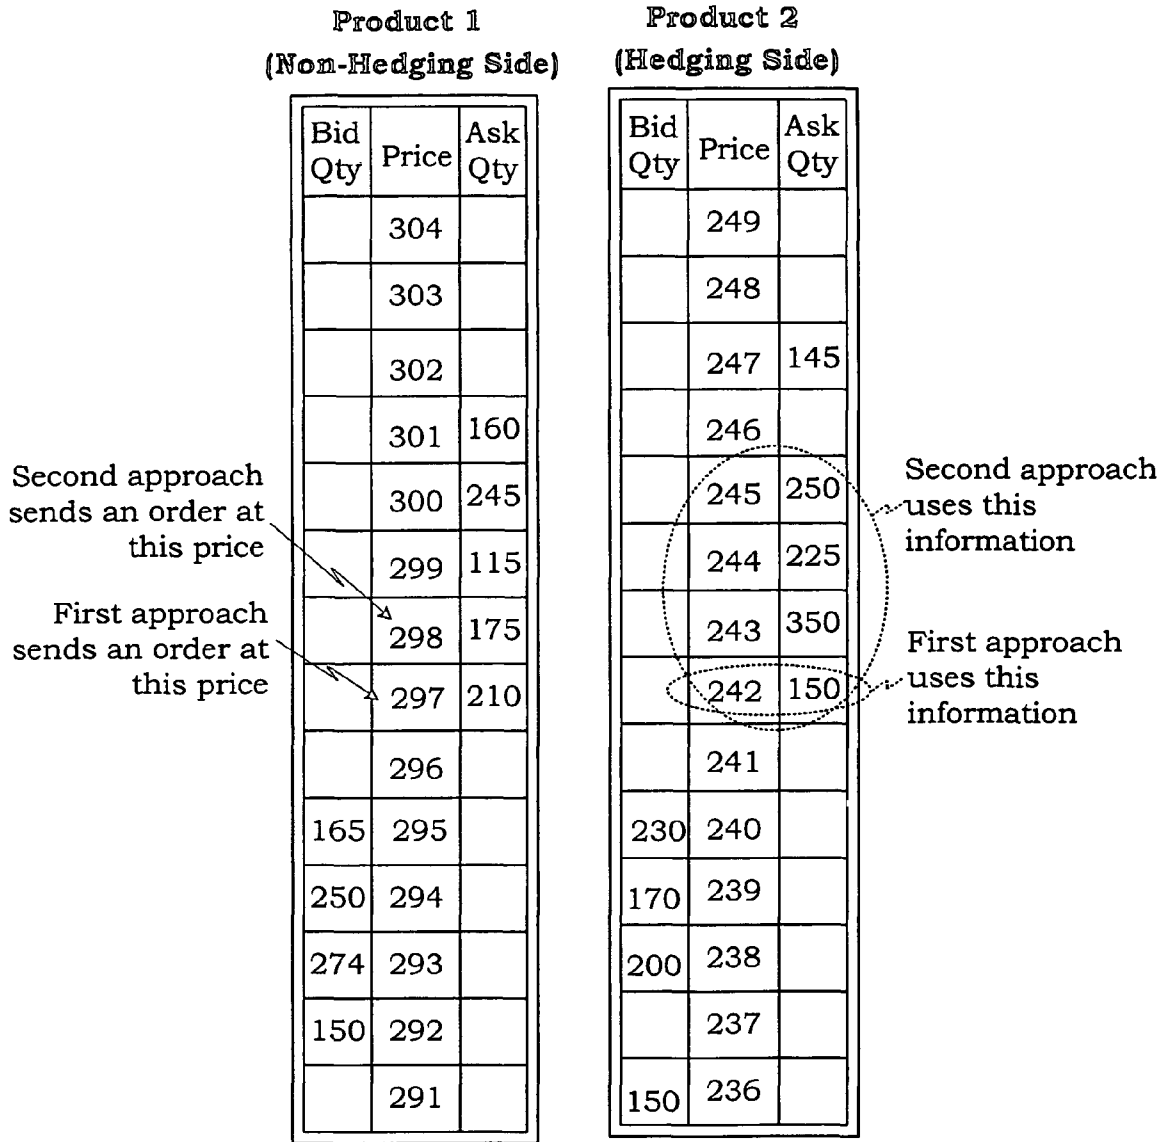 Product 1
(Non-Hedging Side)
Product 2
(Hedging Side)
Bid Qty Price Ask Qty
304
303
302
301 160
300 245
299 115
298 175
297 210
296
165 295
250 294
274 293
150 292
291
Bid Qty Price Ask Qty
249
248
247 145
246
245 250
244 225
243 350
242 150
241
230 240
170 239
200 238
237
150 236
Second approach
sends an order at
this price
First approach
sends an order at
this price
Second approach
uses this
information
First approach
uses this
information